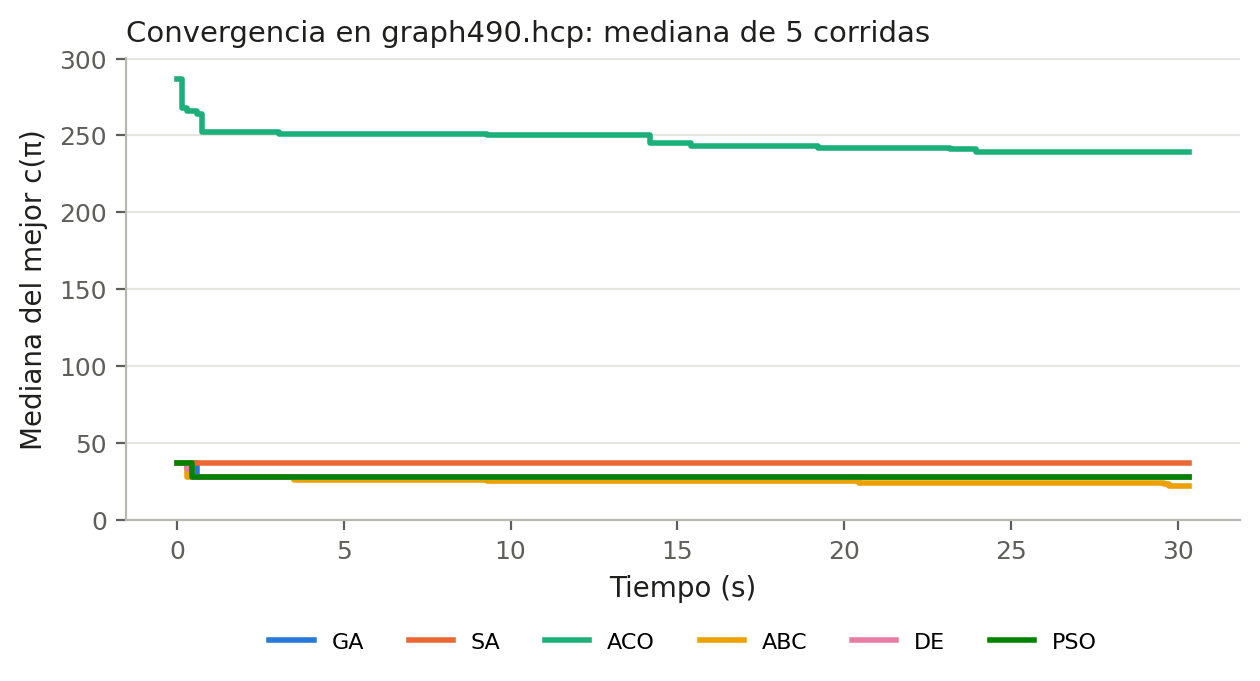 Convergencia en graph490.hcp: mediana de 5 corridas
Mediana del mejor c(π)
300
250
200
150
100
50
0
0 5 10 15 20 25 30
Tiempo (s)
GA SA ACO ABC DE PSO